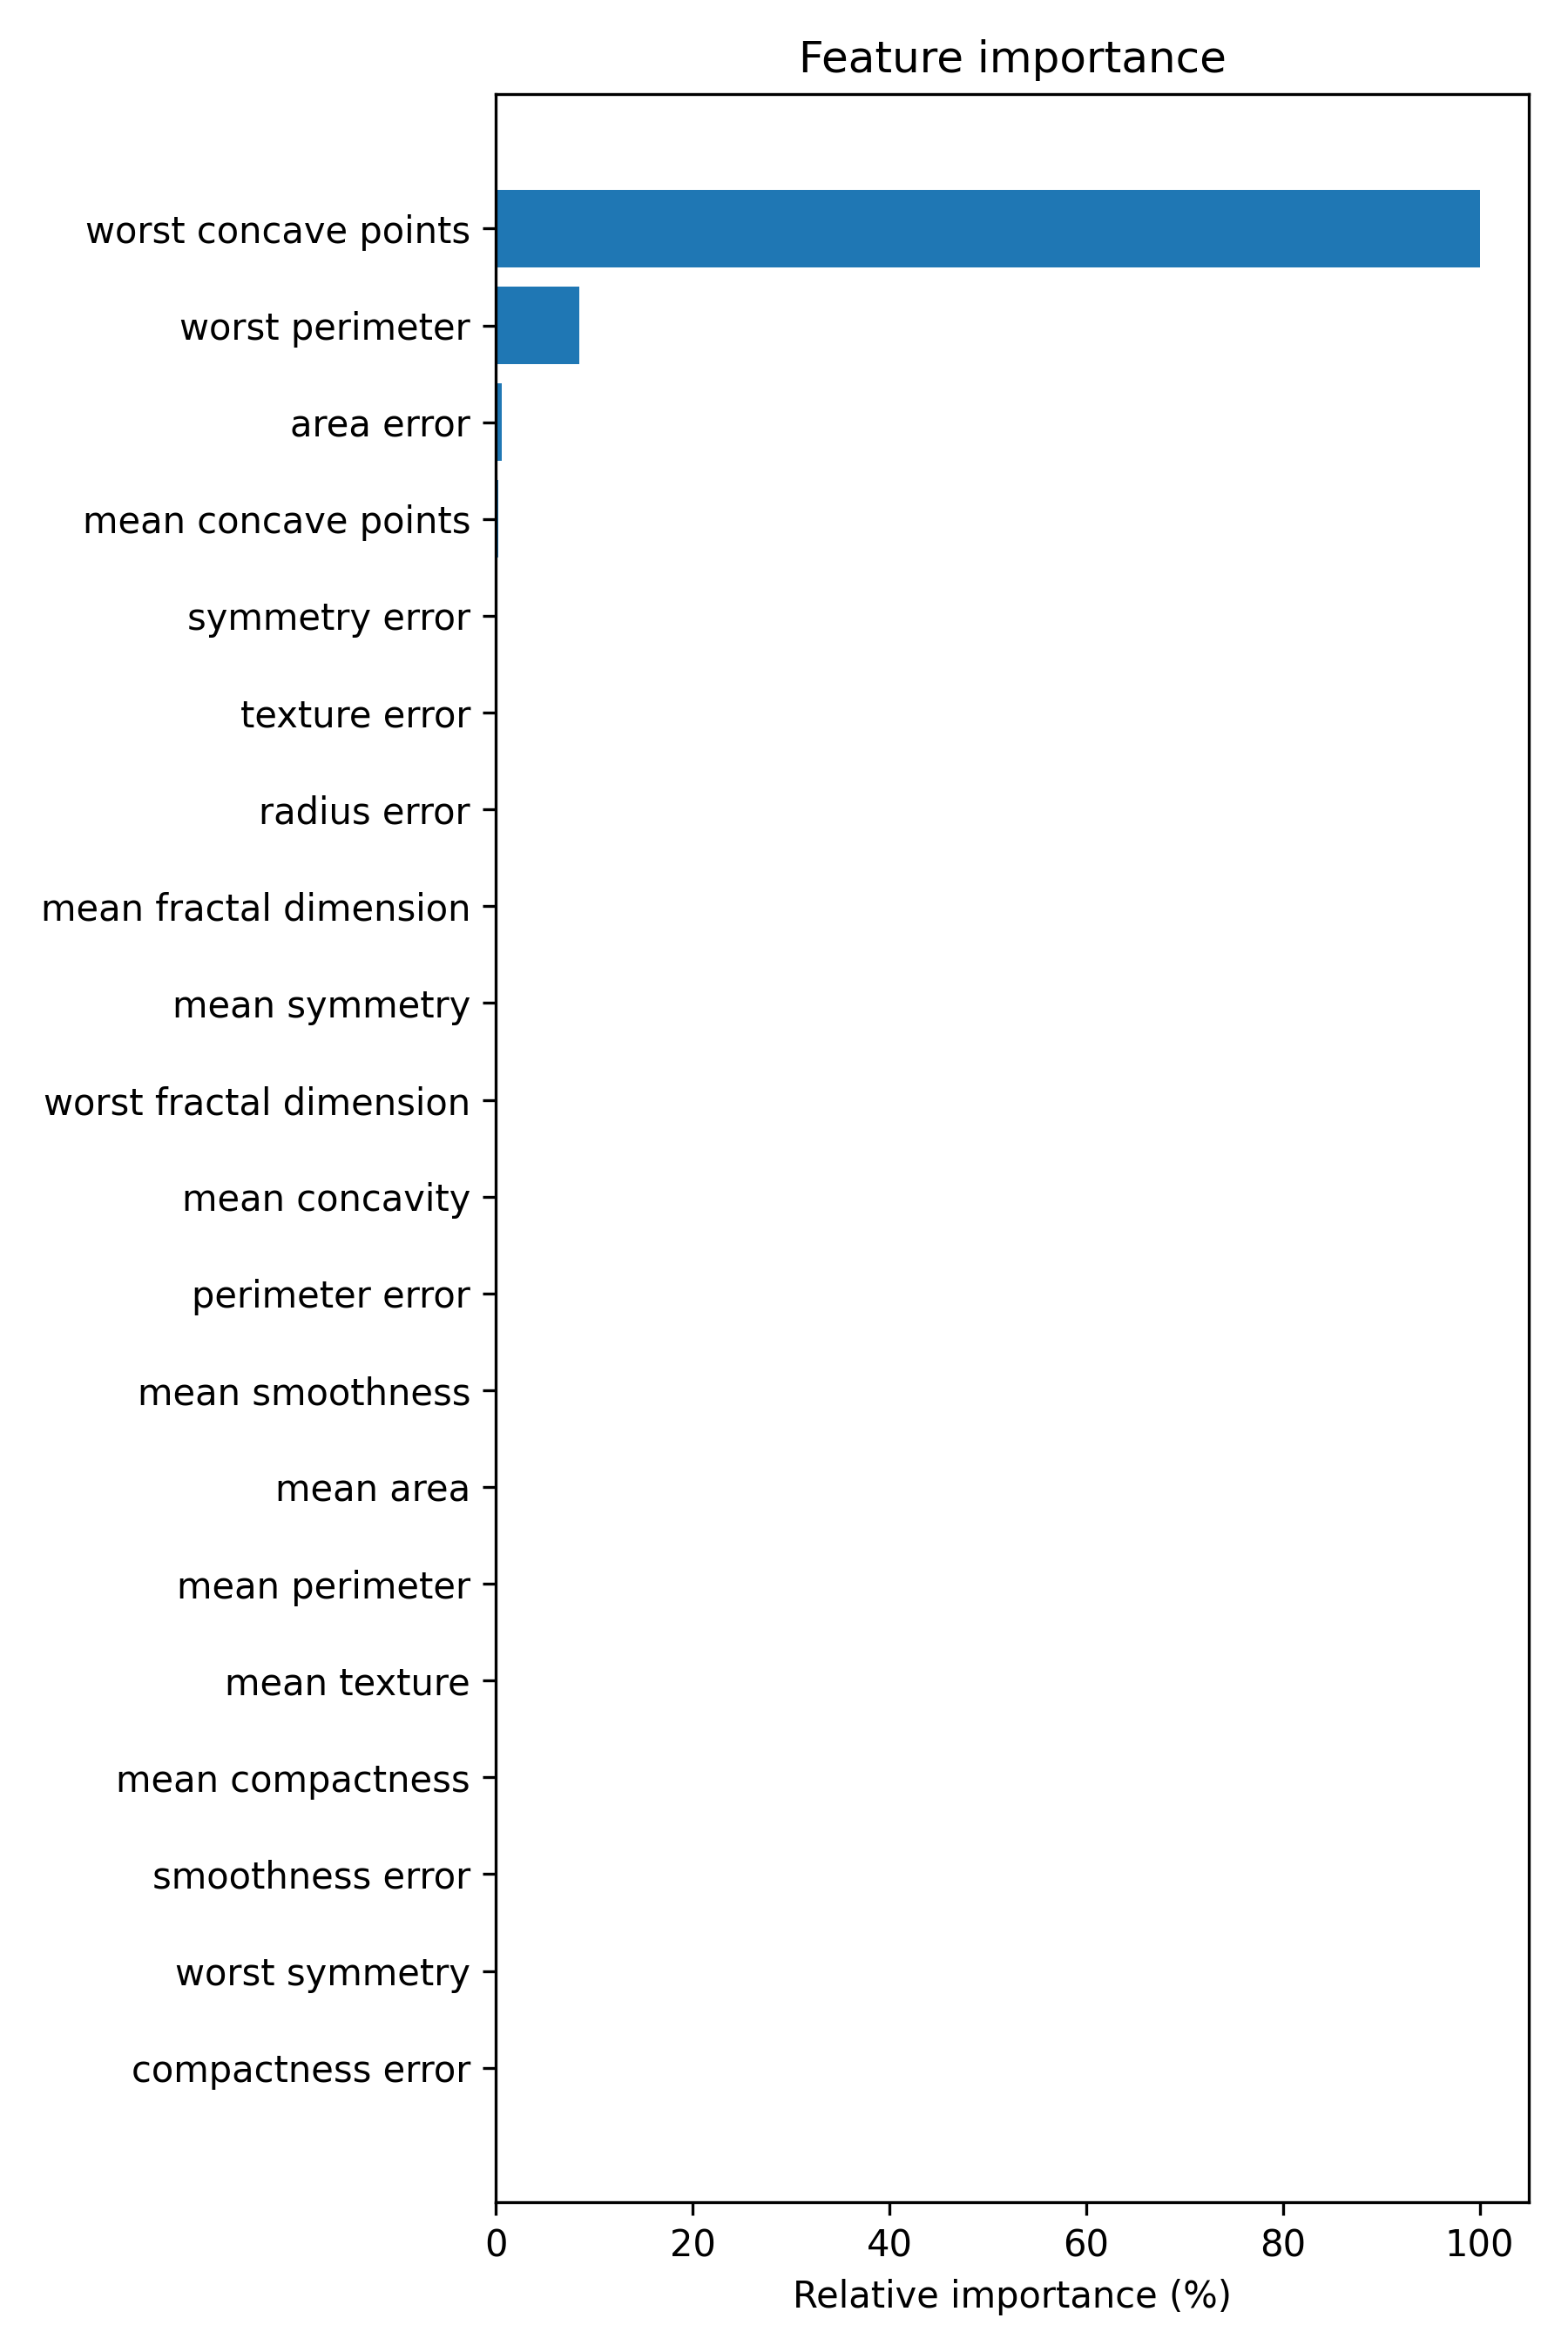 Feature importance
worst concave points
worst perimeter
area error
mean concave points
symmetry error
texture error
radius error
mean fractal dimension
mean symmetry
worst fractal dimension
mean concavity
perimeter error
mean smoothness
mean area
mean perimeter
mean texture
mean compactness
smoothness error
worst symmetry
compactness error
0 20 40 60 80 100
Relative importance (%)